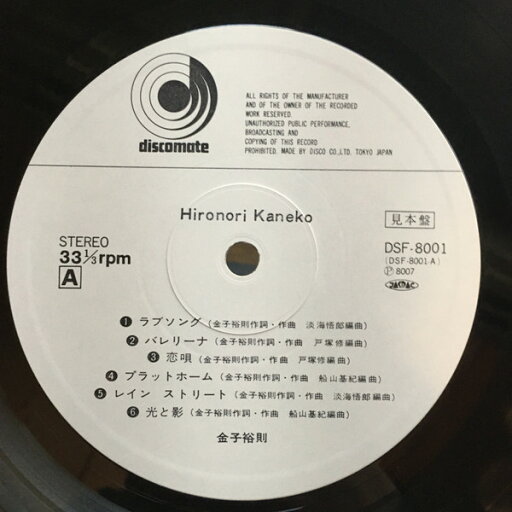 discomate
ALL RIGHTS OF THE MANUFACTURER
AND OF THE OWNER OF THE RECORDED
WORK RESERVED.
UNAUTHORIZED PUBLIC PERFORMANCE,
BROADCASTING AND
COPYING OF THIS RECORD
PROHIBITED. MADE BY DISCO CO.,LTD. TOKYO JAPAN
Hironori Kaneko
見本盤
STEREO
33 1/3 rpm
A
DSF-8001
(DSF-8001-A)
Ⓟ 8007
JASRAC
❶ラブソング(金子裕則作詞・作曲 淡海悟郎編曲)
❷バレリーナ(金子裕則作詞・作曲 戸塚修編曲)
❸恋唄(金子裕則作詞・作曲 戸塚修編曲)
❹プラットホーム(金子裕則作詞・作曲 船山基紀編曲)
❺レイン ストリート(金子裕則作詞・作曲 淡海悟郎編曲)
❻光と影(金子裕則作詞・作曲 船山基紀編曲)
金子裕則